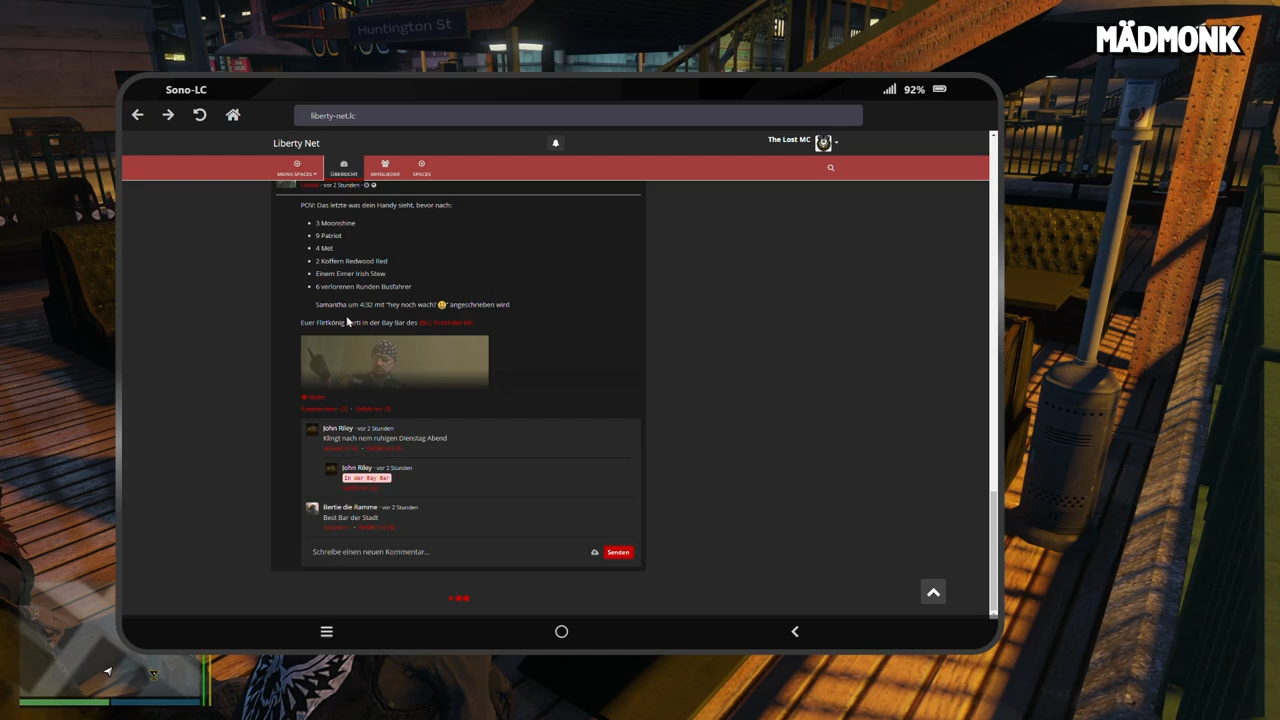 Huntington St
MÄDMONK
Sono-LC
92%
liberty-net.lc
Liberty Net
The Lost MC
MEINE SPACES
ÜBERSICHT
MITGLIEDER
SPACES
vor 2 Stunden
POV: Das letzte was dein Handy sieht, bevor nach:
• 3 Moonshine
• 9 Patriot
• 4 Met
• 2 Koffern Redwood Red
• Einem Eimer Irish Stew
• 6 verlorenen Runden Busfahrer
Samantha um 4:32 mit "hey noch wach? 😃" angeschrieben wird
Euer Flirtkönig in der Bay Bar des
John Riley · vor 2 Stunden
Klingt nach nem ruhigen Dienstag Abend
John Riley · vor 2 Stunden
In der Bay Bar
Bertie die Ramme · vor 2 Stunden
Best Bar der Stadt
Schreibe einen neuen Kommentar...
Senden